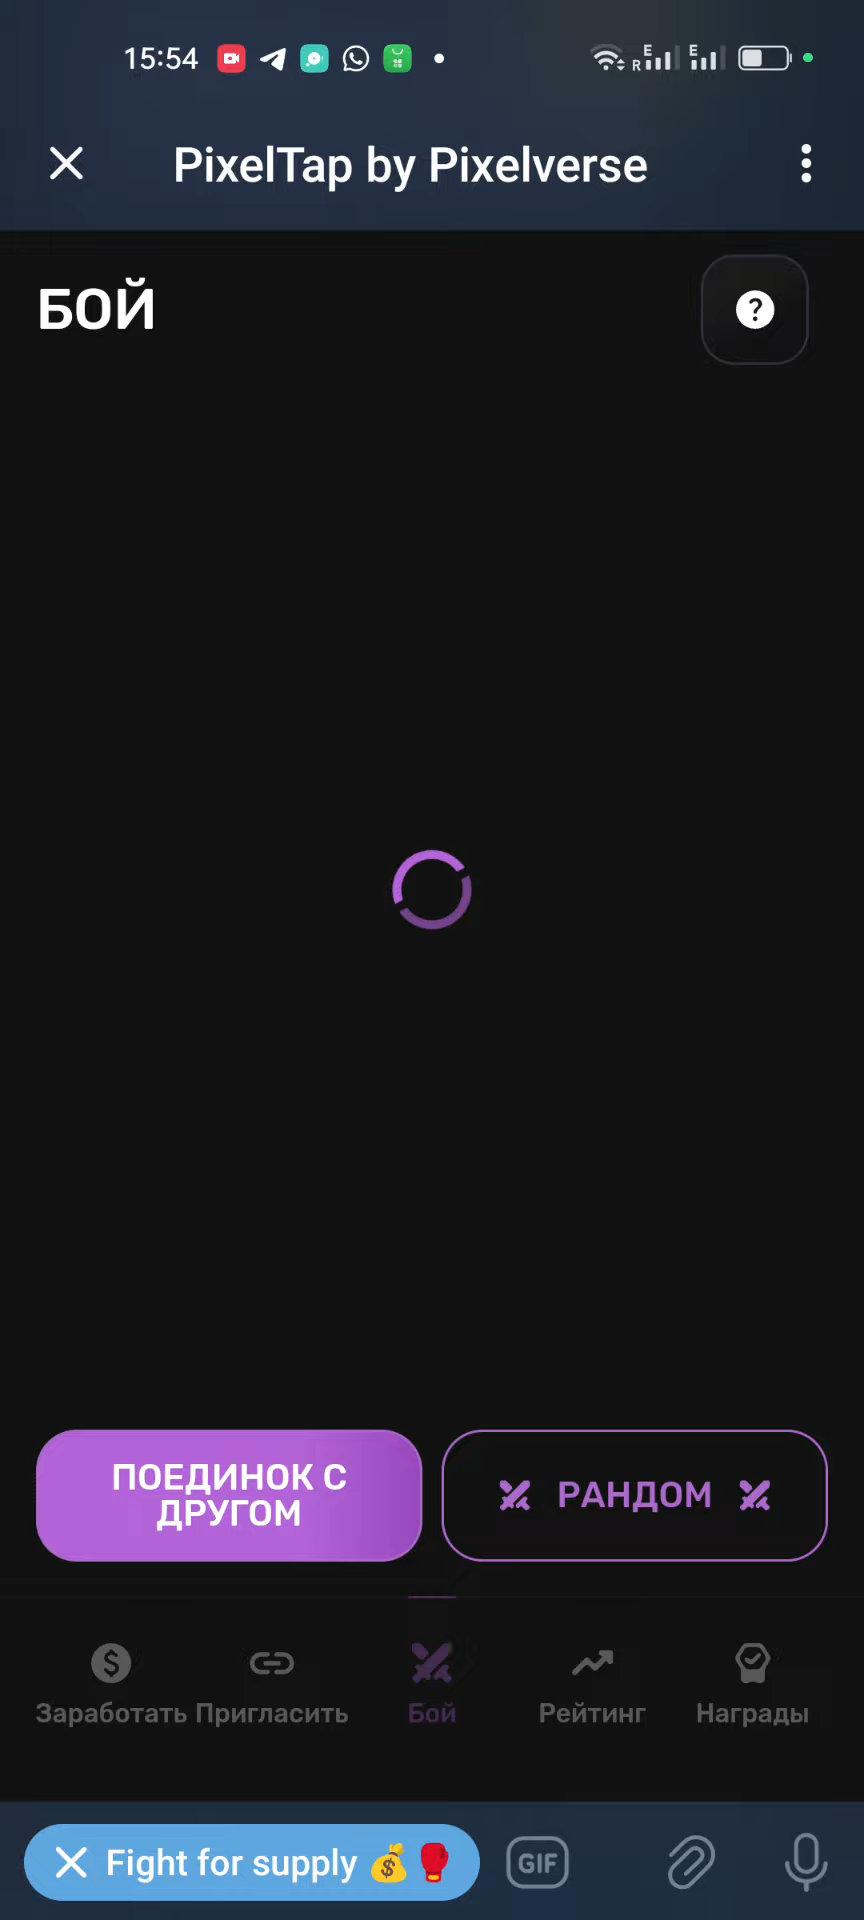 15:54
R E E
PixelTap by Pixelverse
БОЙ
?
ПОЕДИНОК С
ДРУГОМ
РАНДОМ
Заработать Пригласить Бой Рейтинг Награды
Fight for supply 💰🥊 GIF